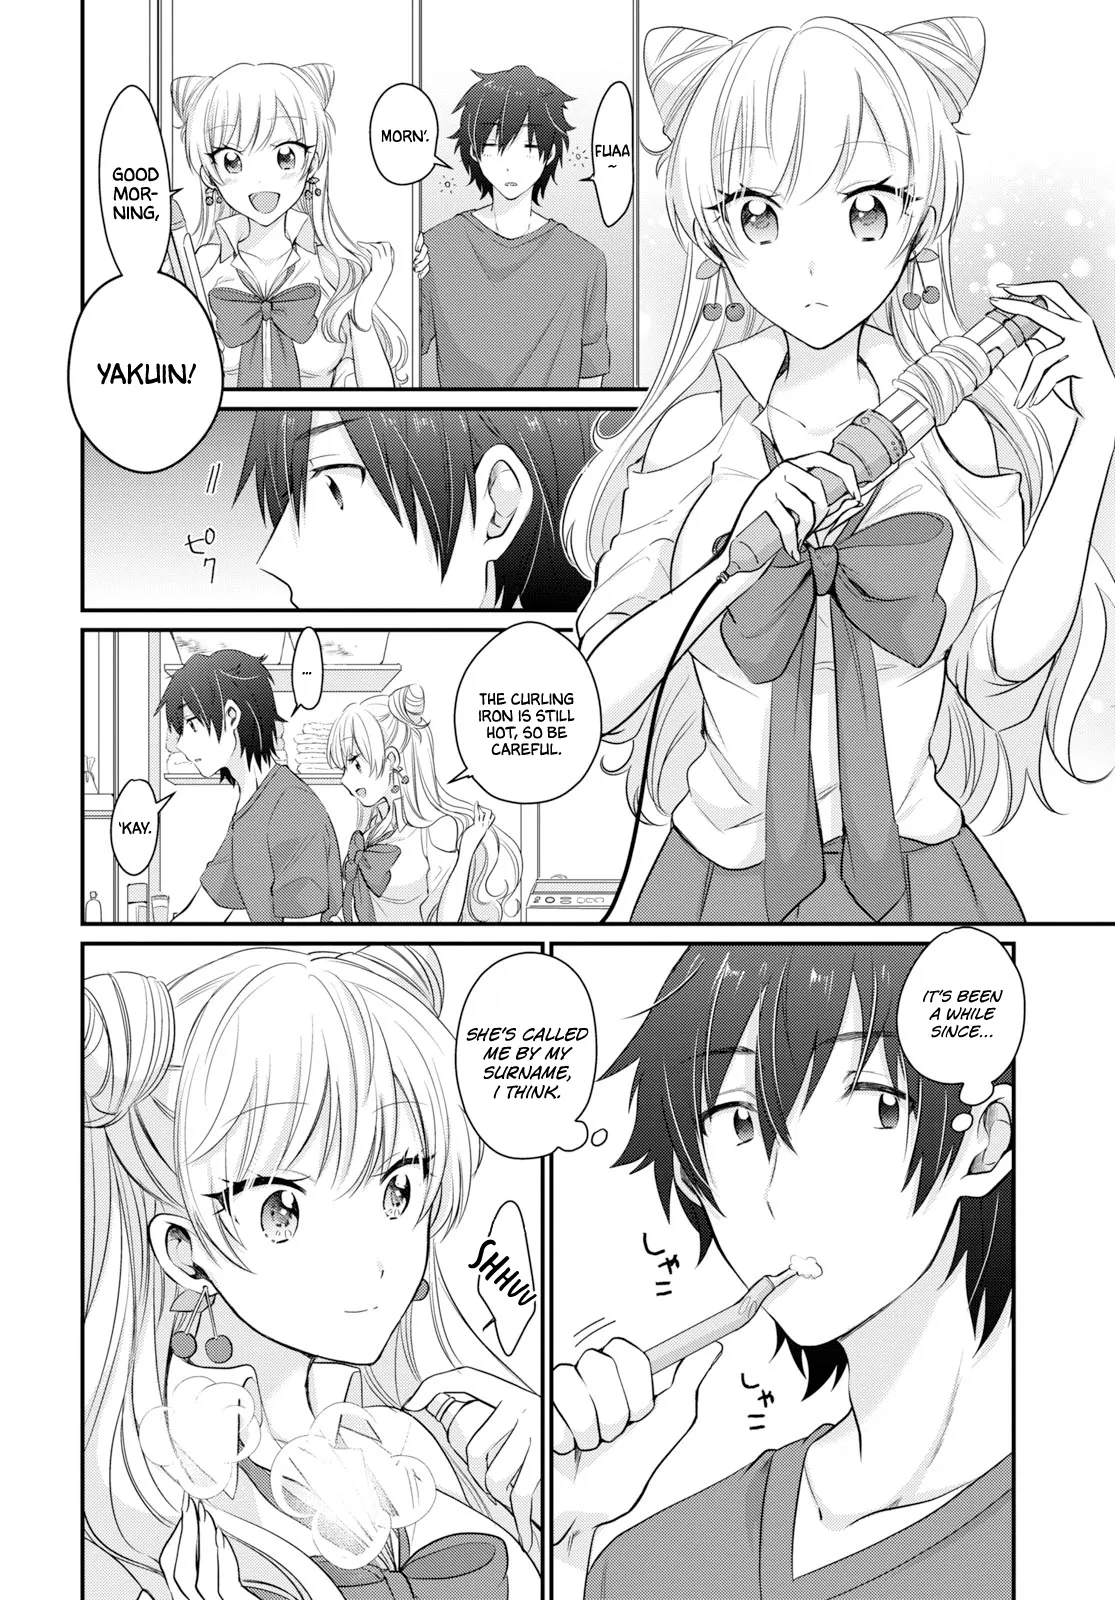 FUAA
~
MORN'.
GOOD
MOR-
NING,
YAKUIN!
ピク
THE CURLING
IRON IS STILL
HOT, SO BE
CAREFUL.
...
'KAY.
IT'S BEEN
A WHILE
SINCE...
しゃ
こ
しゃ
こ
SHE'S CALLED
ME BY MY
SURNAME,
I THINK.
SHHUU